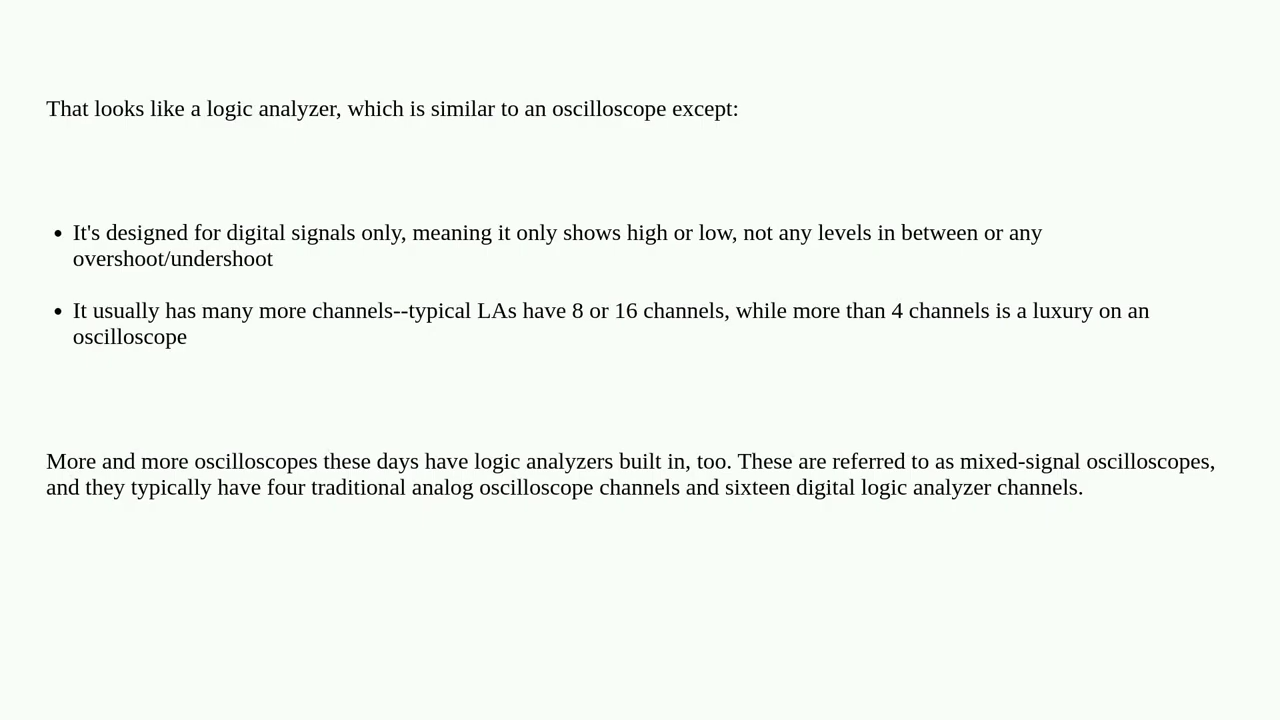 That looks like a logic analyzer, which is similar to an oscilloscope except:
• It's designed for digital signals only, meaning it only shows high or low, not any levels in between or any
overshoot/undershoot
• It usually has many more channels--typical LAs have 8 or 16 channels, while more than 4 channels is a luxury on an
oscilloscope
More and more oscilloscopes these days have logic analyzers built in, too. These are referred to as mixed-signal oscilloscopes,
and they typically have four traditional analog oscilloscope channels and sixteen digital logic analyzer channels.